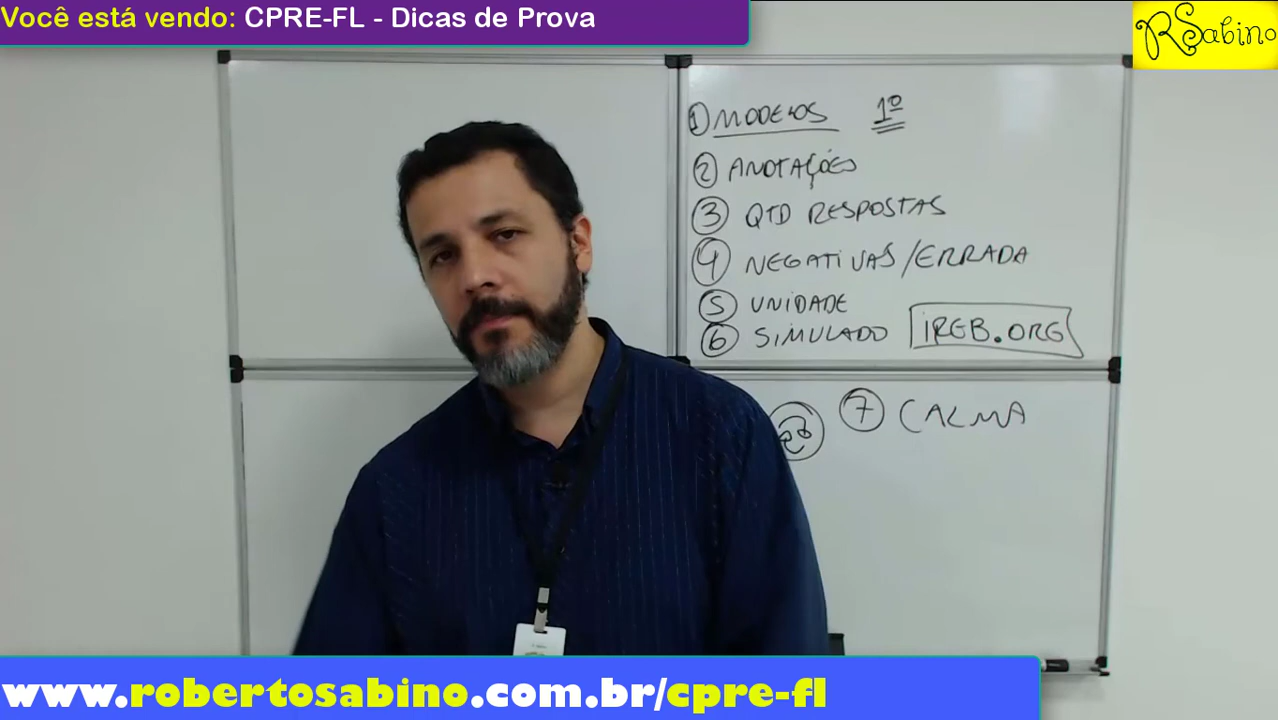 Você está vendo: CPRE-FL - Dicas de Prova
RSabino
1 MODELOS 1º
2 ANOTAÇÕES
3 QTD RESPOSTAS
4 NEGATIVAS/ERRADA
5 UNIDADE
6 SIMULADO IREB.ORG
7 CALMA
www.robertosabino.com.br/cpre-fl